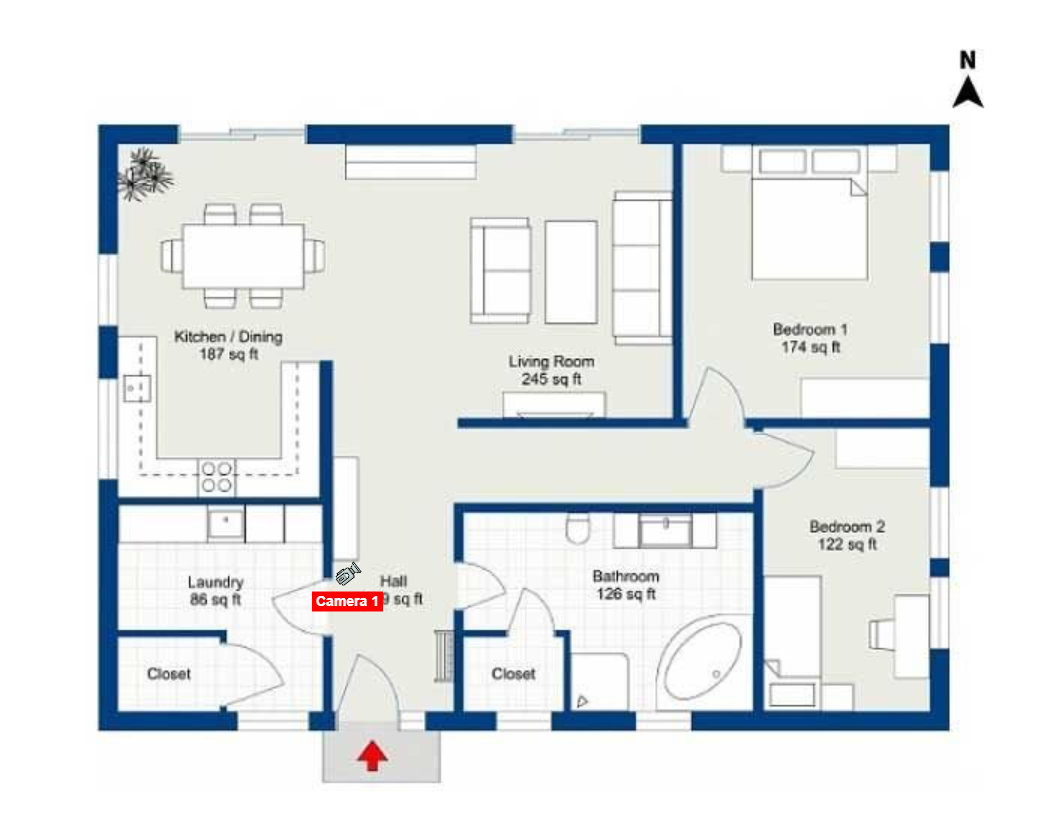 N
Kitchen / Dining
187 sq ft
Living Room
245 sq ft
Bedroom 1
174 sq ft
Bedroom 2
122 sq ft
Laundry
86 sq ft
Hall
9 sq ft
Camera 1
Bathroom
126 sq ft
Closet
Closet